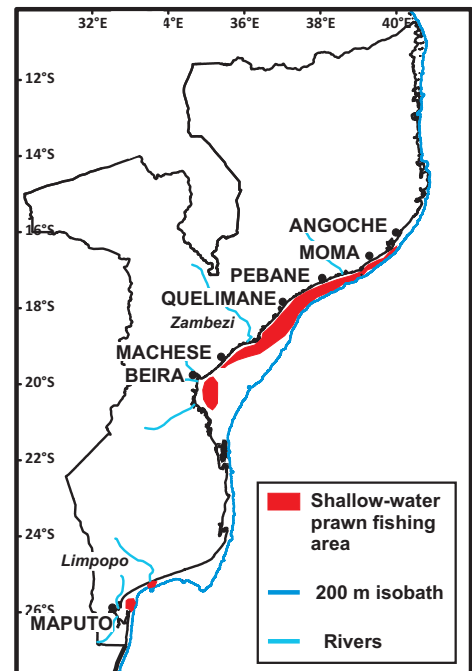 32°E
4°E
36°E
38°E
40°E
12°S
14°S
16°S
ANGOCHE
MOMA
PEBANE
18°S
QUELIMANE
Zambezi
MACHESE
20°S
BEIRA
22°S
24°S
Limpopo
26°S
MAPUTO
Shallow-water
prawn fishing
area
200 m isobath
Rivers